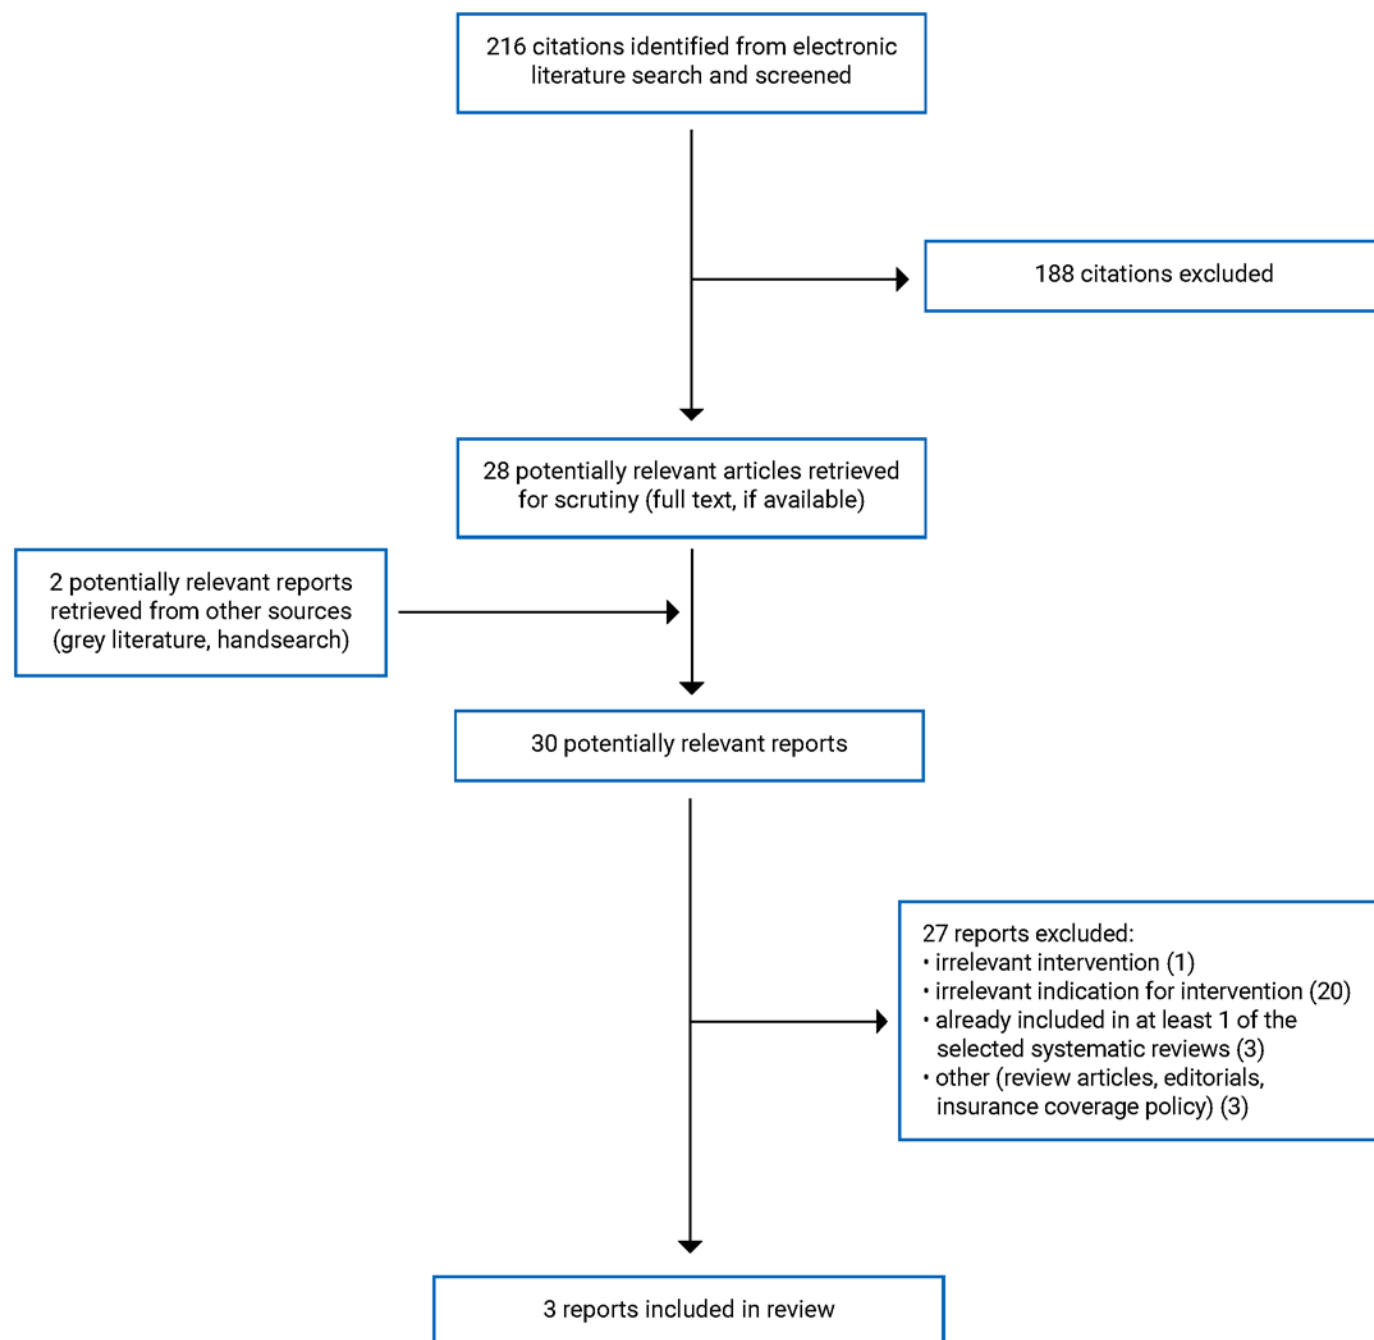 216 citations identified from electronic
literature search and screened
188 citations excluded
28 potentially relevant articles retrieved
for scrutiny (full text, if available)
2 potentially relevant reports
retrieved from other sources
(grey literature, handsearch)
30 potentially relevant reports
27 reports excluded:
• irrelevant intervention (1)
• irrelevant indication for intervention (20)
• already included in at least 1 of the
selected systematic reviews (3)
• other (review articles, editorials,
insurance coverage policy) (3)
3 reports included in review